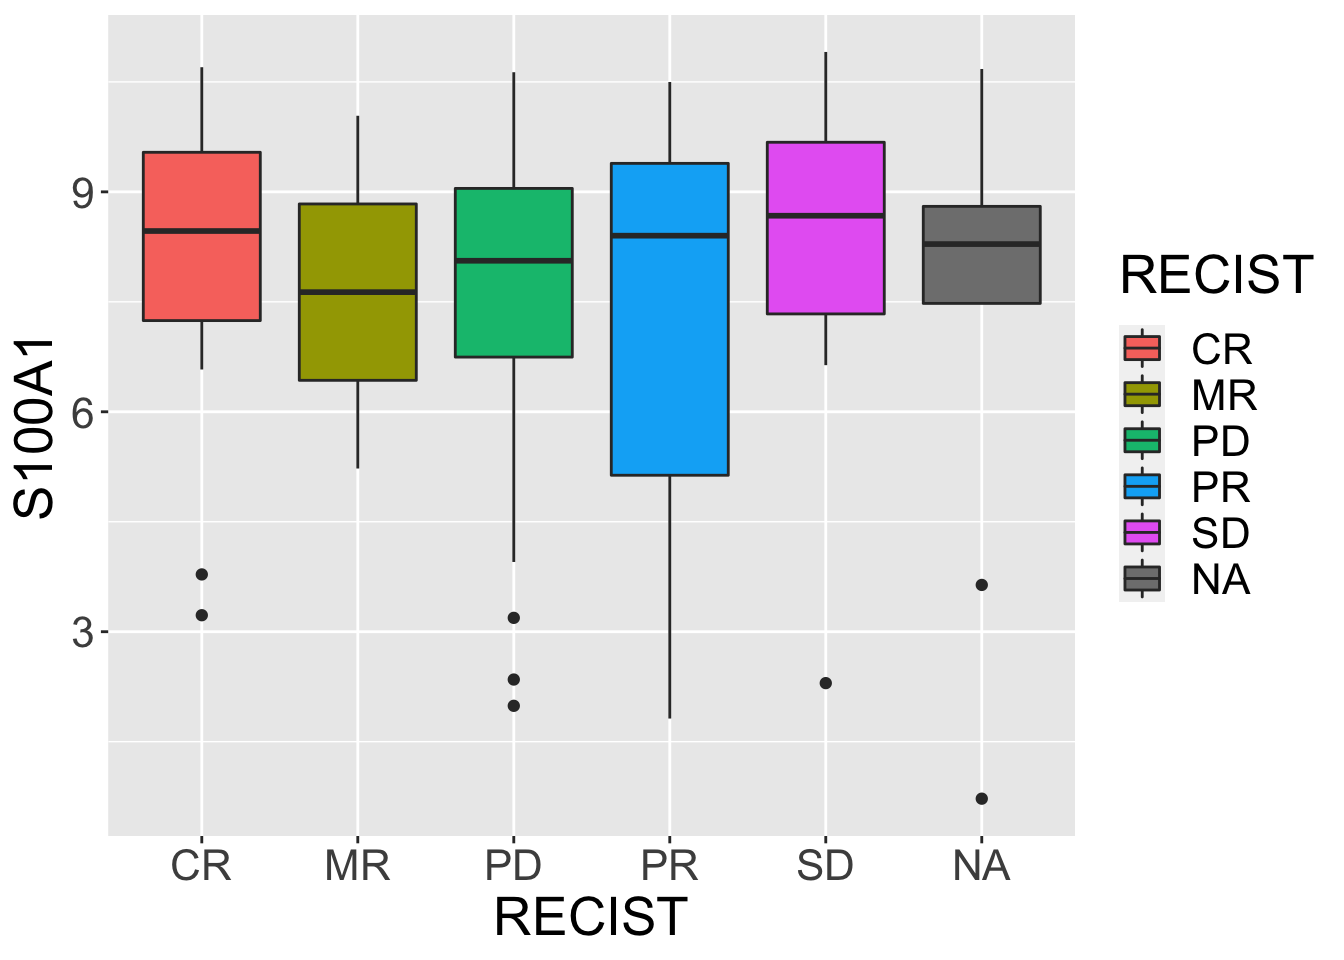 S100A1
9
6
3
CR MR PD PR SD NA
RECIST
RECIST
CR
MR
PD
PR
SD
NA